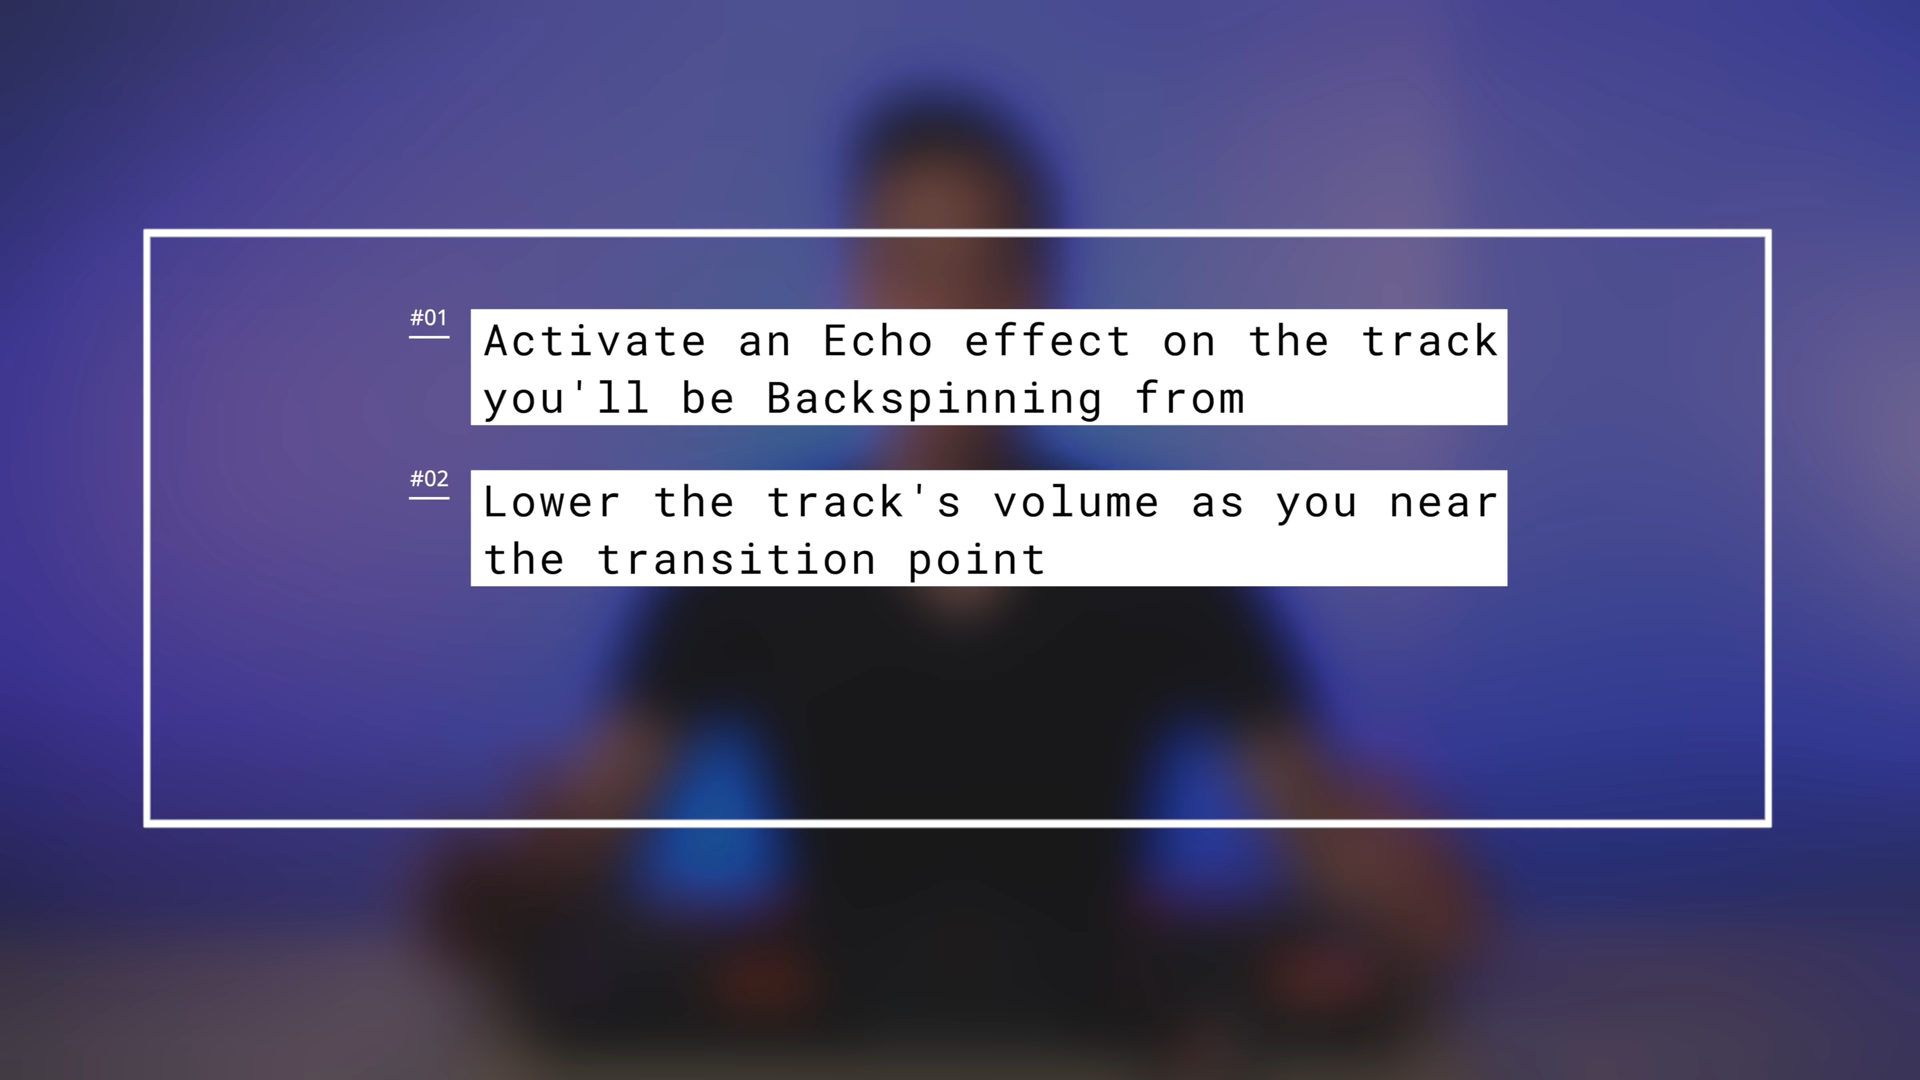 #01
Activate an Echo effect on the track
you'll be Backspinning from
#02
Lower the track's volume as you near
the transition point